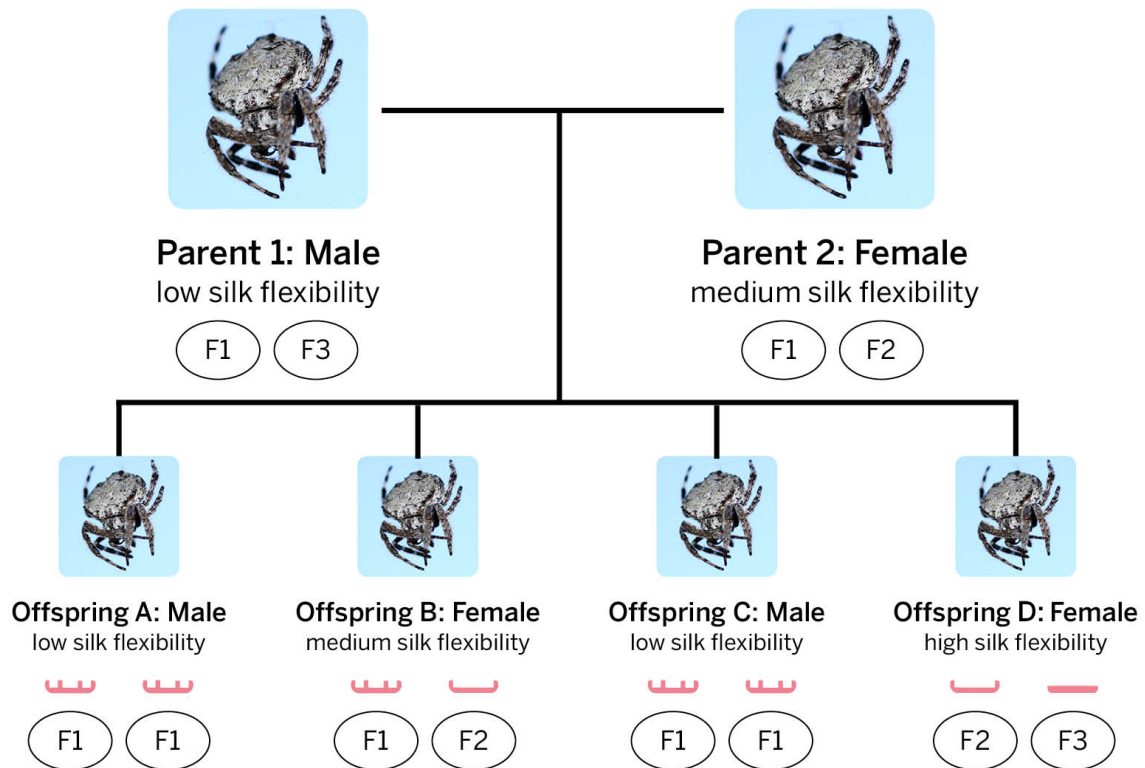 Parent 1: Male
low silk flexibility
F1 F3
Parent 2: Female
medium silk flexibility
F1 F2
Offspring A: Male
low silk flexibility
F1 F1
Offspring B: Female
medium silk flexibility
F1 F2
Offspring C: Male
low silk flexibility
F1 F1
Offspring D: Female
high silk flexibility
F2 F3